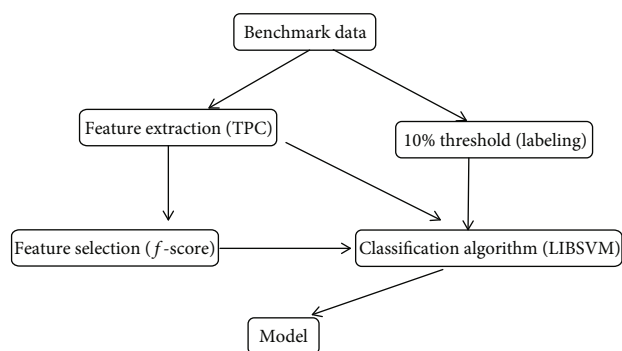 Benchmark data
Feature extraction (TPC)
10% threshold (labeling)
Feature selection (f-score)
Classification algorithm (LIBSVM)
Model